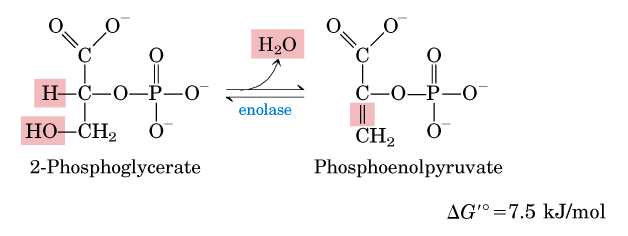 O O⁻ H₂O O O⁻
C O C O
H–C–O–P–O⁻ C–O–P–O⁻
enolase
HO–CH₂ O⁻ CH₂ O⁻
2-Phosphoglycerate Phosphoenolpyruvate
ΔG′° = 7.5 kJ/mol